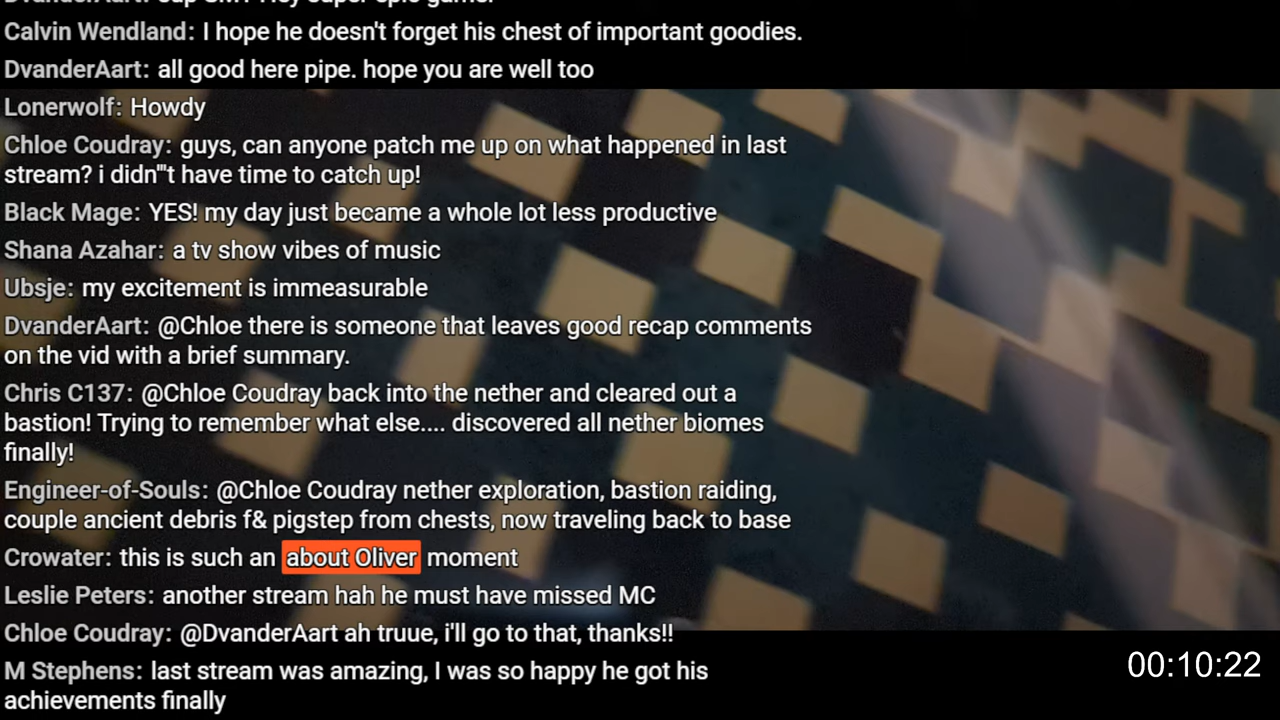 Calvin Wendland: I hope he doesn't forget his chest of important goodies.
DvanderAart: all good here pipe. hope you are well too
Lonerwolf: Howdy
Chloe Coudray: guys, can anyone patch me up on what happened in last
stream? i didn'''t have time to catch up!
Black Mage: YES! my day just became a whole lot less productive
Shana Azahar: a tv show vibes of music
Ubsje: my excitement is immeasurable
DvanderAart: @Chloe there is someone that leaves good recap comments
on the vid with a brief summary.
Chris C137: @Chloe Coudray back into the nether and cleared out a
bastion! Trying to remember what else.... discovered all nether biomes
finally!
Engineer-of-Souls: @Chloe Coudray nether exploration, bastion raiding,
couple ancient debris f& pigstep from chests, now traveling back to base
Crowater: this is such an about Oliver moment
Leslie Peters: another stream hah he must have missed MC
Chloe Coudray: @DvanderAart ah truue, i'll go to that, thanks!!
M Stephens: last stream was amazing, I was so happy he got his
achievements finally
00:10:22